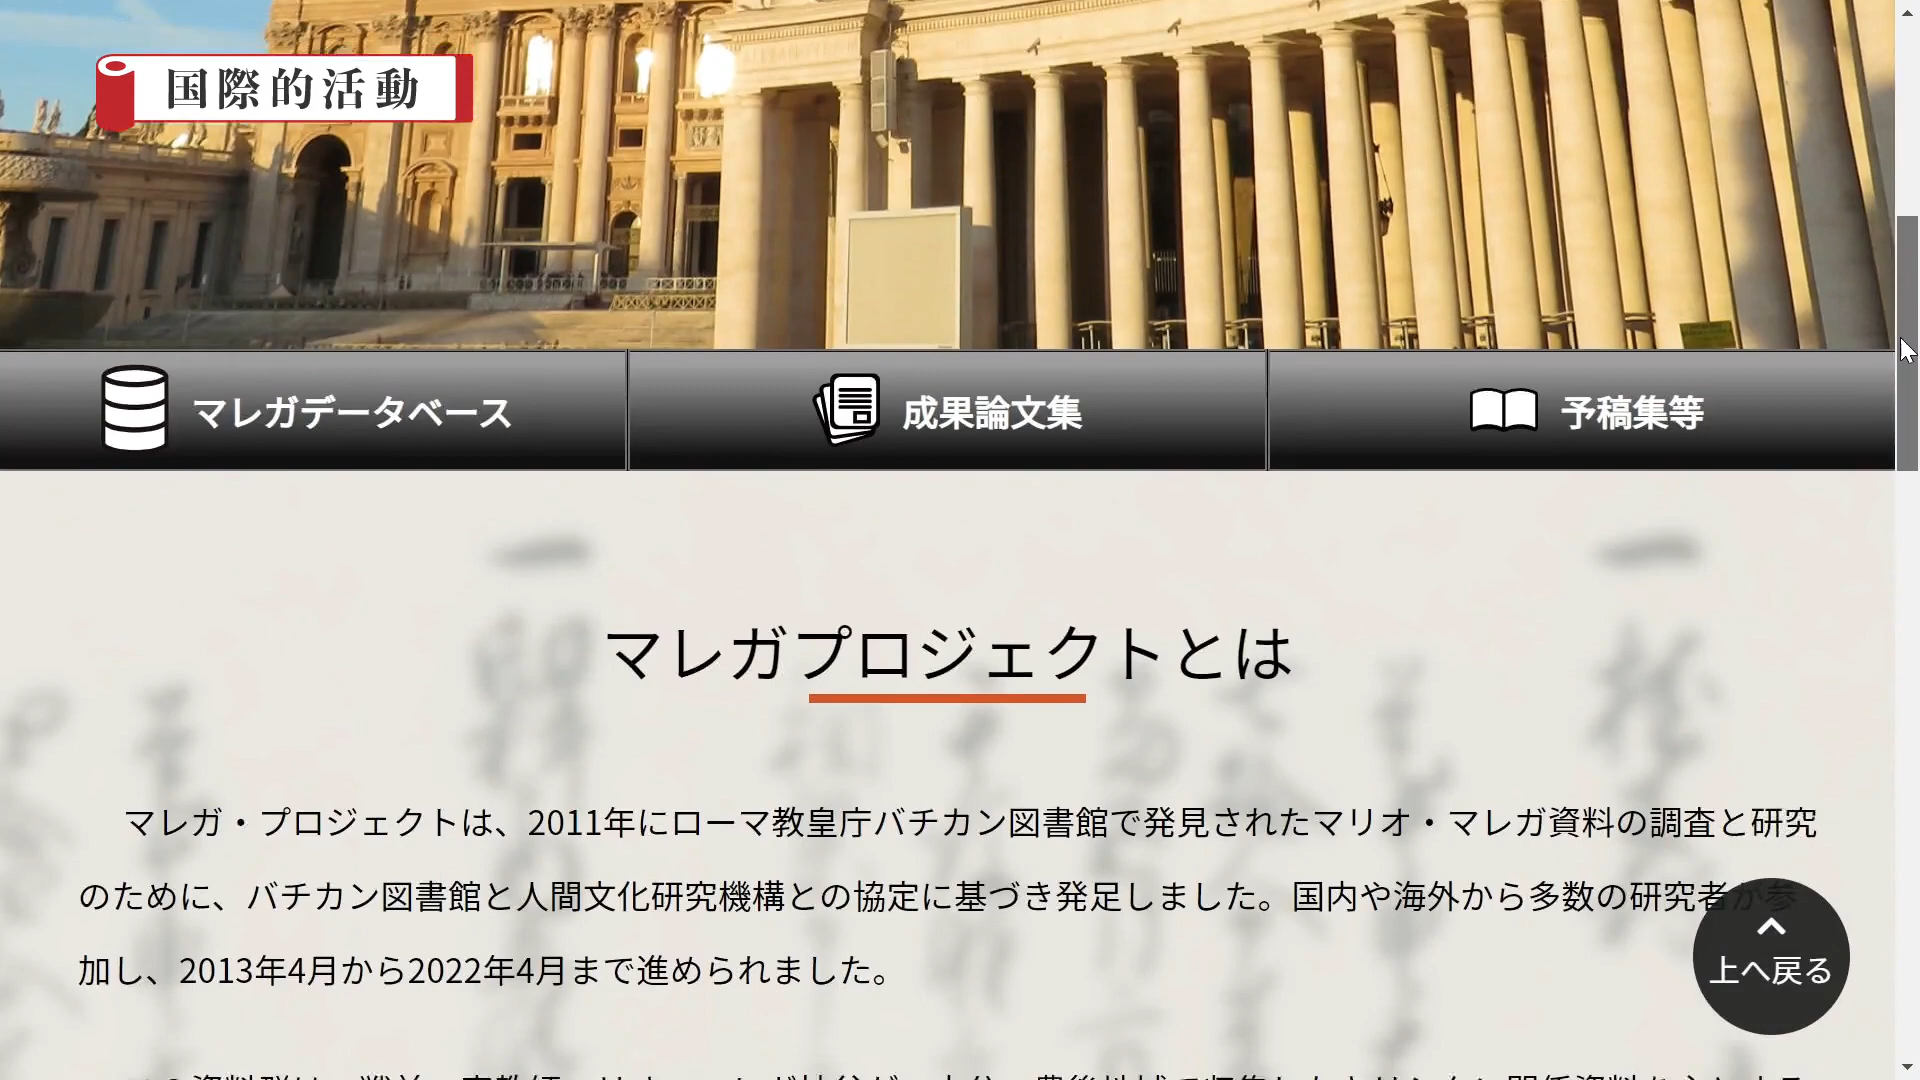 国際的活動
マレガデータベース
成果論文集
予稿集等
マレガプロジェクトとは
マレガ・プロジェクトは、2011年にローマ教皇庁バチカン図書館で発見されたマリオ・マレガ資料の調査と研究
のために、バチカン図書館と人間文化研究機構との協定に基づき発足しました。国内や海外から多数の研究者が参
加し、2013年4月から2022年4月まで進められました。
上へ戻る